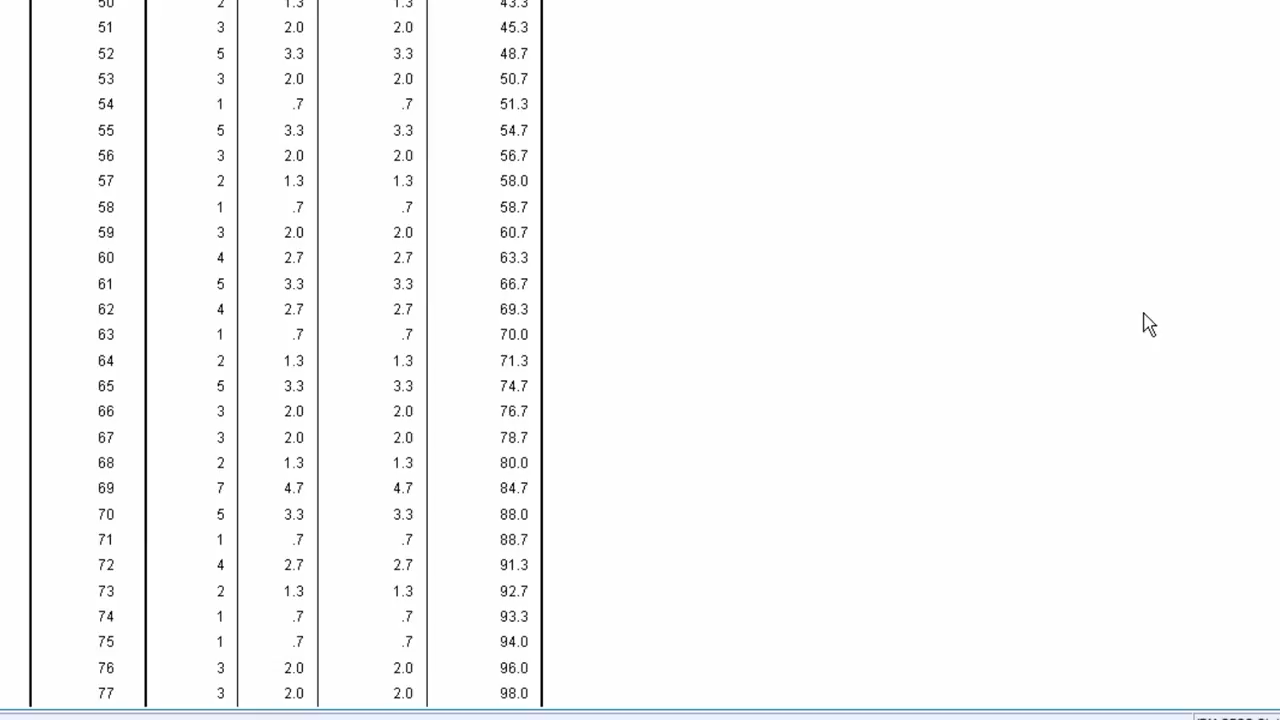 50 2 1.3 1.3 43.3
51 3 2.0 2.0 45.3
52 5 3.3 3.3 48.7
53 3 2.0 2.0 50.7
54 1 .7 .7 51.3
55 5 3.3 3.3 54.7
56 3 2.0 2.0 56.7
57 2 1.3 1.3 58.0
58 1 .7 .7 58.7
59 3 2.0 2.0 60.7
60 4 2.7 2.7 63.3
61 5 3.3 3.3 66.7
62 4 2.7 2.7 69.3
63 1 .7 .7 70.0
64 2 1.3 1.3 71.3
65 5 3.3 3.3 74.7
66 3 2.0 2.0 76.7
67 3 2.0 2.0 78.7
68 2 1.3 1.3 80.0
69 7 4.7 4.7 84.7
70 5 3.3 3.3 88.0
71 1 .7 .7 88.7
72 4 2.7 2.7 91.3
73 2 1.3 1.3 92.7
74 1 .7 .7 93.3
75 1 .7 .7 94.0
76 3 2.0 2.0 96.0
77 3 2.0 2.0 98.0